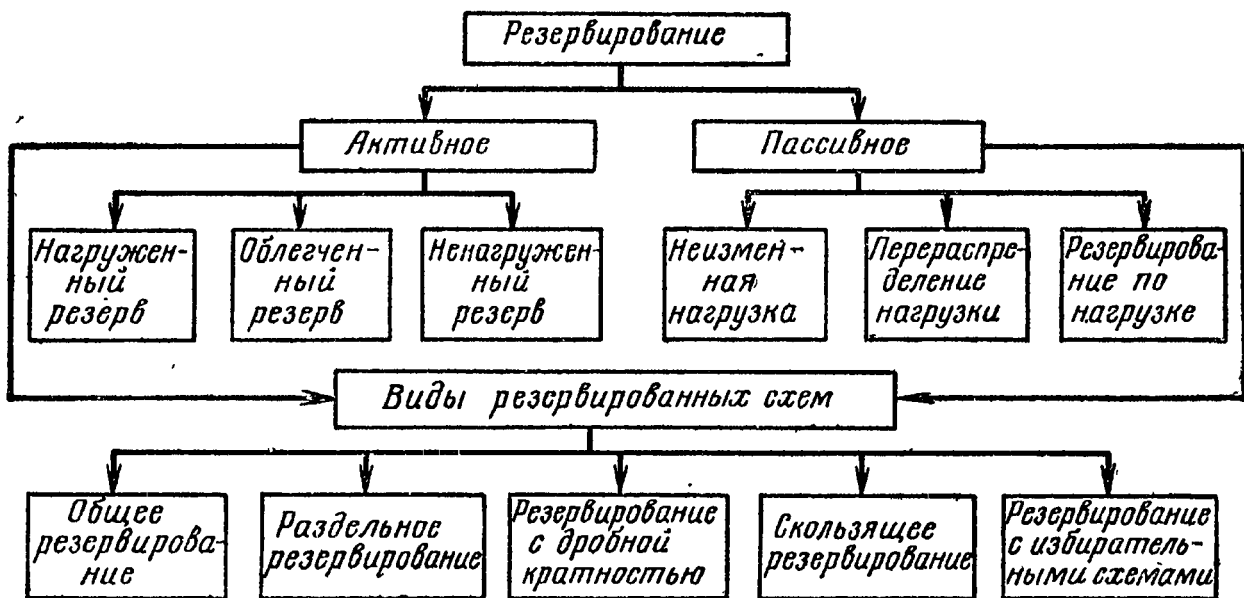 Резервирование
Активное
Пассивное
Нагружен-
ный
резерв
Облегчен-
ный
резерв
Ненагружен-
ный
резерв
Неизмен-
ная
нагрузка
Перераспре-
деление
нагрузки
Резервирова-
ние по
нагрузке
Виды резервированных схем
Общее
резервирова-
ние
Раздельное
резервирование
Резервирование
с дробной
кратностью
Скользящее
резервирование
Резервирование
с избиратель-
ными схемами